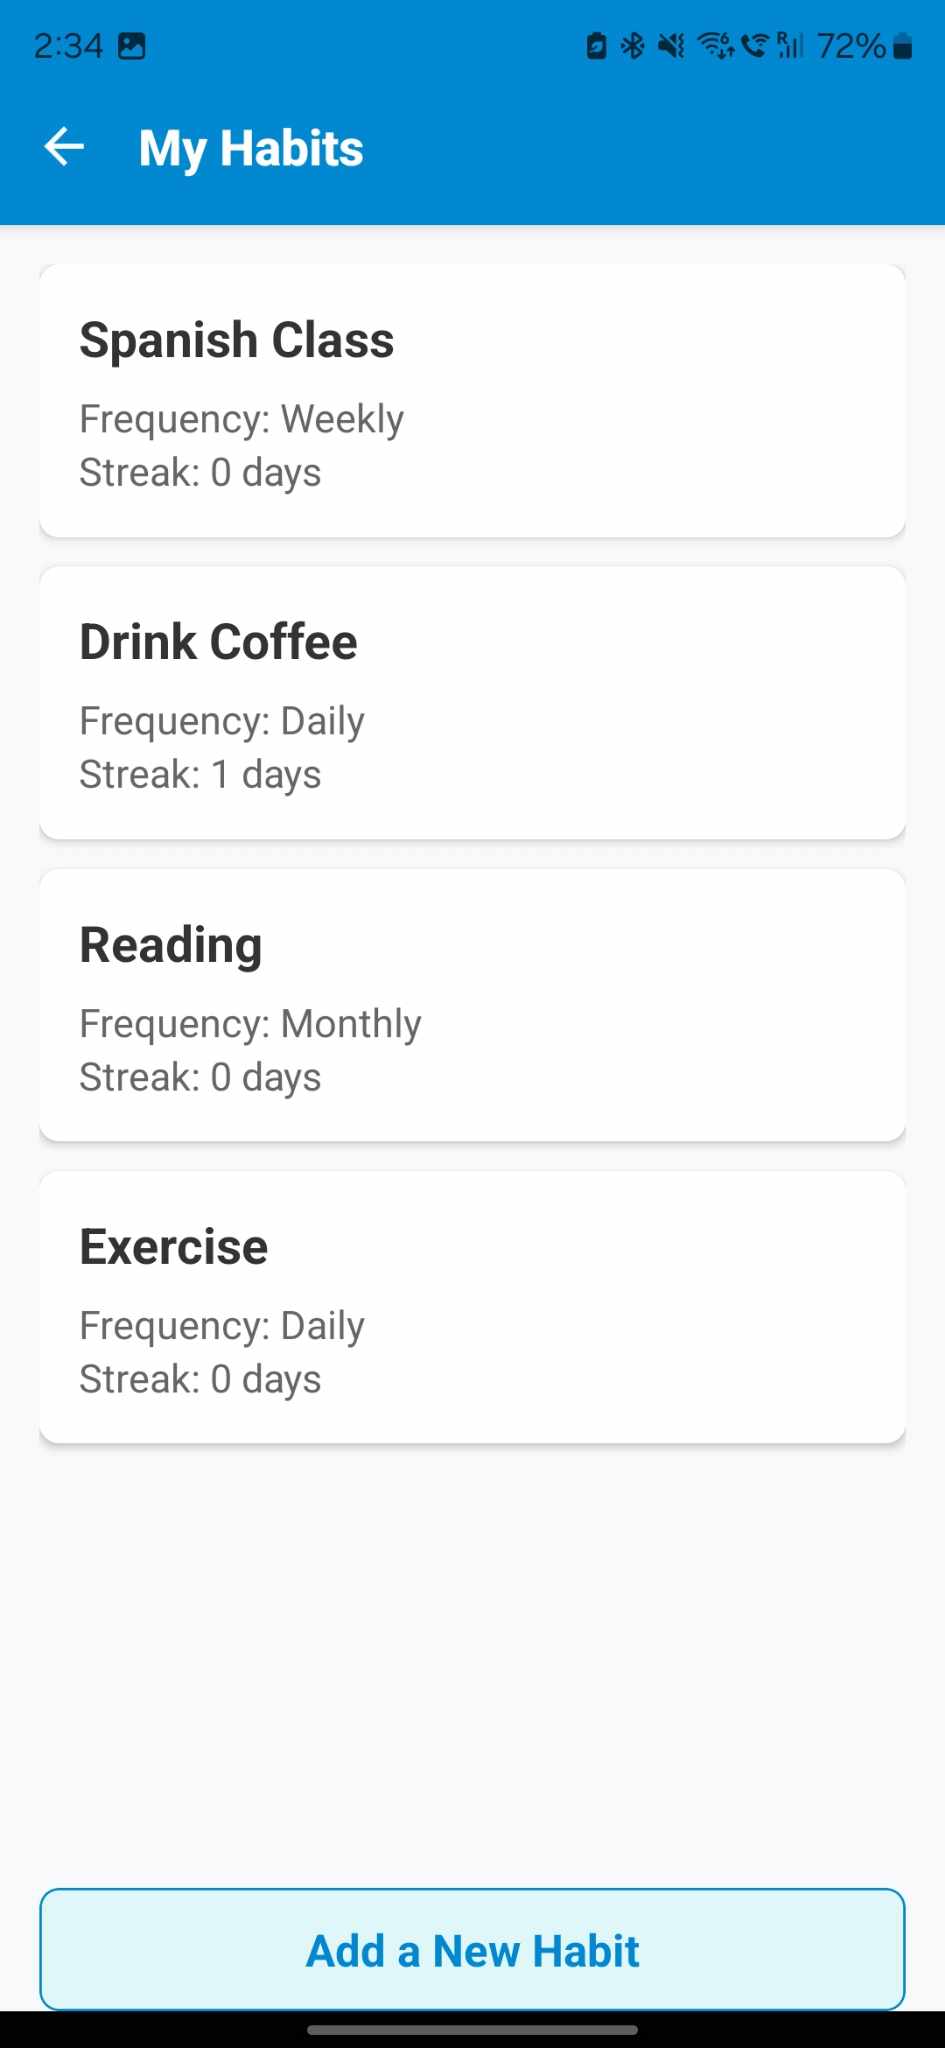 2:34 72%
My Habits
Spanish Class
Frequency: Weekly
Streak: 0 days
Drink Coffee
Frequency: Daily
Streak: 1 days
Reading
Frequency: Monthly
Streak: 0 days
Exercise
Frequency: Daily
Streak: 0 days
Add a New Habit